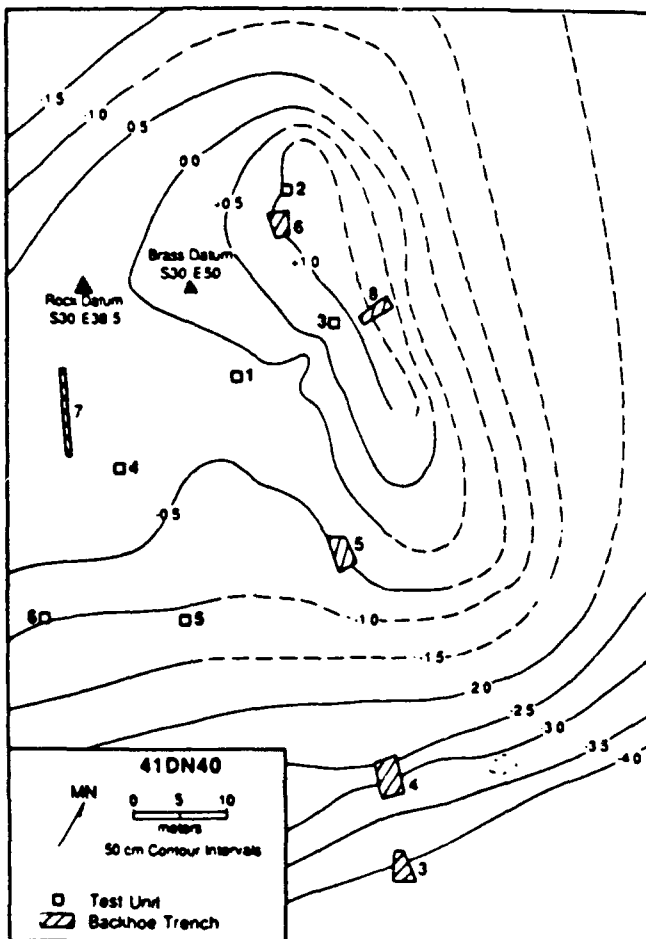 -1.5
-1.0
0.5
0.0
+0.5
2
6
+1.0
Brass Datum
S30 E50
Rock Datum
S30 E38.5
8
3
1
7
4
-0.5
5
6
5
-1.0
-1.5
2.0
-2.5
-3.0
-3.5
-4.0
4
3
41DN40
MN
0 5 10
meters
50 cm Contour Intervals
Test Unit
Backhoe Trench